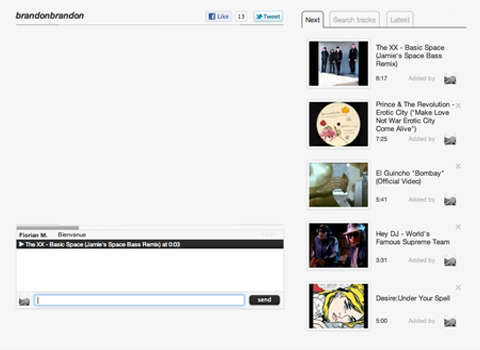 brandonbrandon
Like 13 Tweet
Florian M. Bienvenue
The XX - Basic Space (Jamie's Space Bass Remix) at 0:03
send
Next Search tracks Latest
The XX - Basic Space
(Jamie's Space Bass
Remix)
6:17 Added by
Prince & The Revolution -
Erotic City ("Make Love
Not War Erotic City
Come Alive")
7:25 Added by
El Guincho "Bombay"
(Official Video)
5:41 Added by
Hey DJ - World's
Famous Supreme Team
3:31 Added by
Desire:Under Your Spell
5:00 Added by